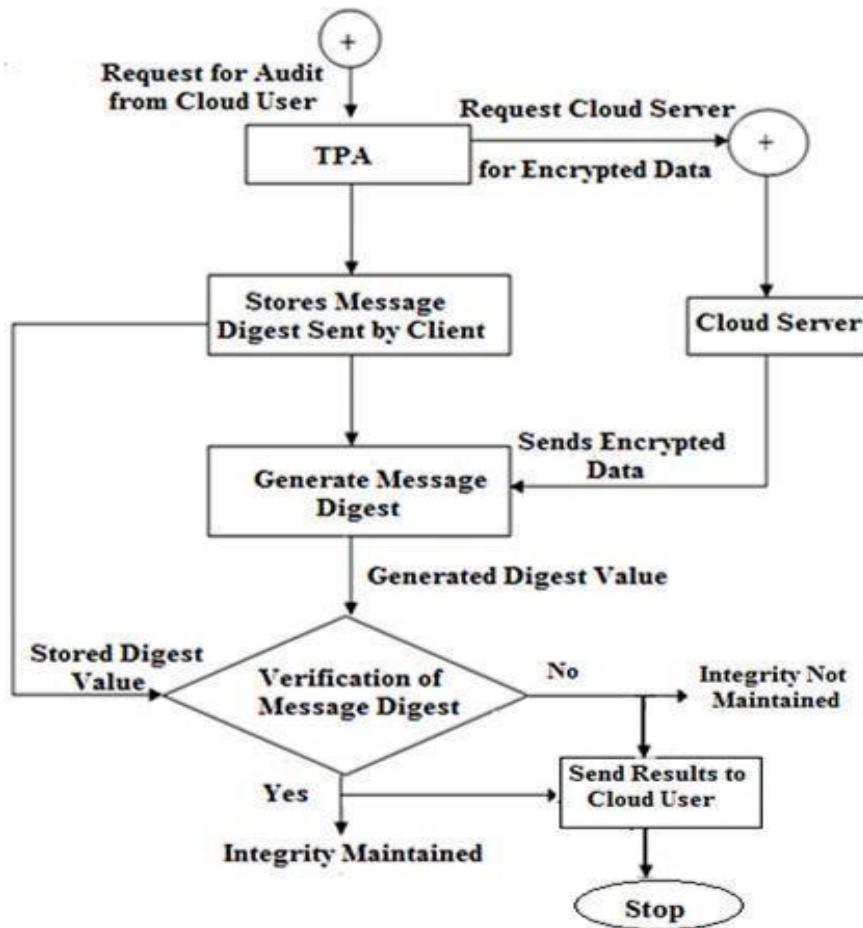 +
Request for Audit
from Cloud User
Request Cloud Server
TPA
+
for Encrypted Data
Stores Message
Digest Sent by Client
Cloud Server
Sends Encrypted
Data
Generate Message
Digest
Generated Digest Value
Stored Digest
Value
Verification of
Message Digest
No
Integrity Not
Maintained
Send Results to
Cloud User
Yes
Integrity Maintained
Stop